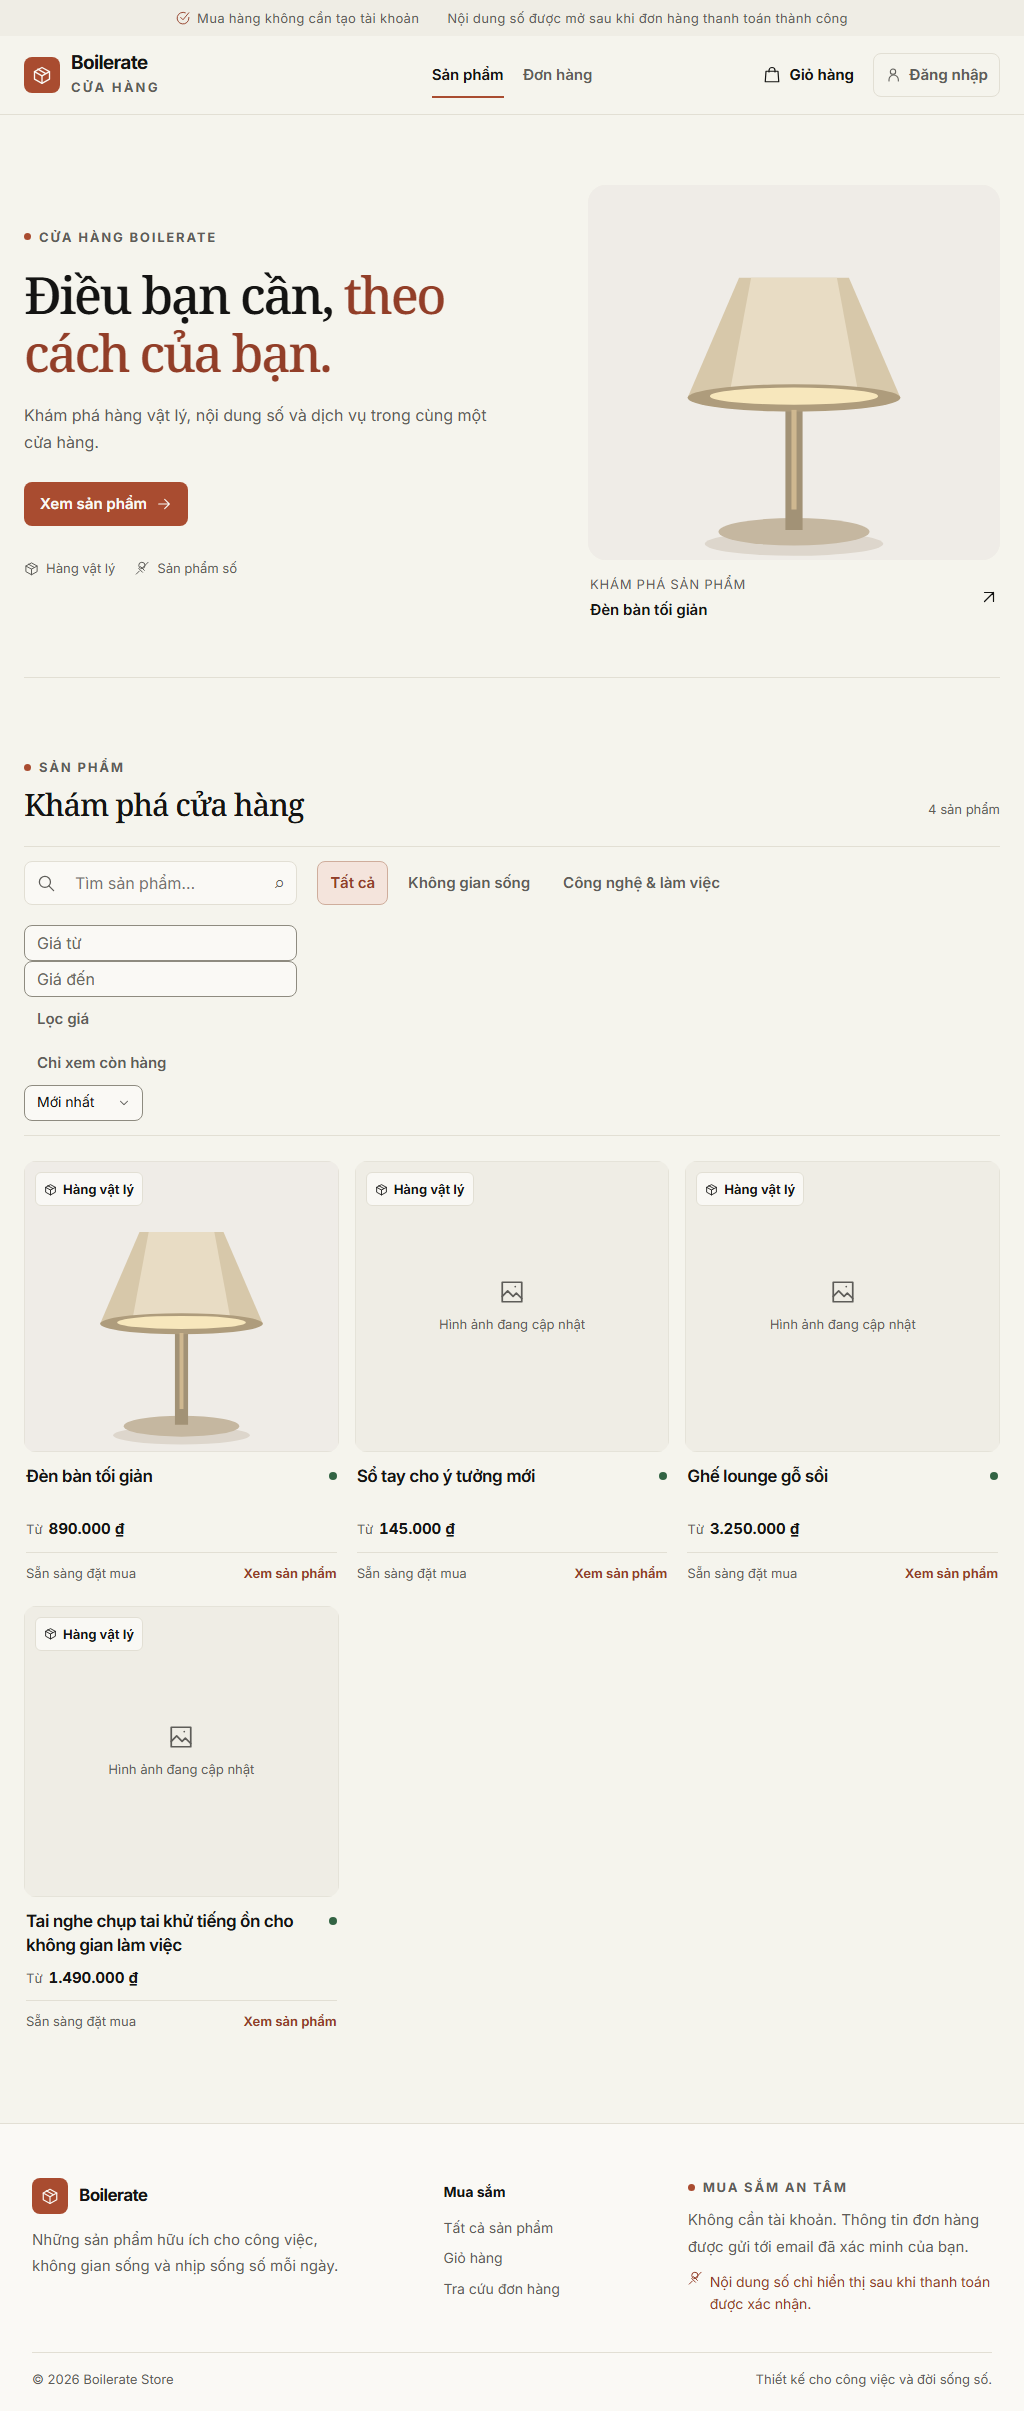 Mua hàng không cần tạo tài khoản
Nội dung số được mở sau khi đơn hàng thanh toán thành công
Boilerate
CỬA HÀNG
Sản phẩm
Đơn hàng
Giỏ hàng
Đăng nhập
CỬA HÀNG BOILERATE
Điều bạn cần, theo
cách của bạn.
Khám phá hàng vật lý, nội dung số và dịch vụ trong cùng một
cửa hàng.
Xem sản phẩm
Hàng vật lý
Sản phẩm số
KHÁM PHÁ SẢN PHẨM
Đèn bàn tối giản
SẢN PHẨM
Khám phá cửa hàng
4 sản phẩm
Tìm sản phẩm...
Tất cả
Không gian sống
Công nghệ & làm việc
Giá từ
Giá đến
Lọc giá
Chỉ xem còn hàng
Mới nhất
Hàng vật lý
Hàng vật lý
Hình ảnh đang cập nhật
Hàng vật lý
Hình ảnh đang cập nhật
Đèn bàn tối giản
Sổ tay cho ý tưởng mới
Ghế lounge gỗ sồi
Từ 890.000 ₫
Từ 145.000 ₫
Từ 3.250.000 ₫
Sẵn sàng đặt mua
Xem sản phẩm
Sẵn sàng đặt mua
Xem sản phẩm
Sẵn sàng đặt mua
Xem sản phẩm
Hàng vật lý
Hình ảnh đang cập nhật
Tai nghe chụp tai khử tiếng ồn cho
không gian làm việc
Từ 1.490.000 ₫
Sẵn sàng đặt mua
Xem sản phẩm
Boilerate
Những sản phẩm hữu ích cho công việc,
không gian sống và nhịp sống số mỗi ngày.
Mua sắm
Tất cả sản phẩm
Giỏ hàng
Tra cứu đơn hàng
MUA SẮM AN TÂM
Không cần tài khoản. Thông tin đơn hàng
được gửi tới email đã xác minh của bạn.
Nội dung số chỉ hiển thị sau khi thanh toán
được xác nhận.
© 2026 Boilerate Store
Thiết kế cho công việc và đời sống số.